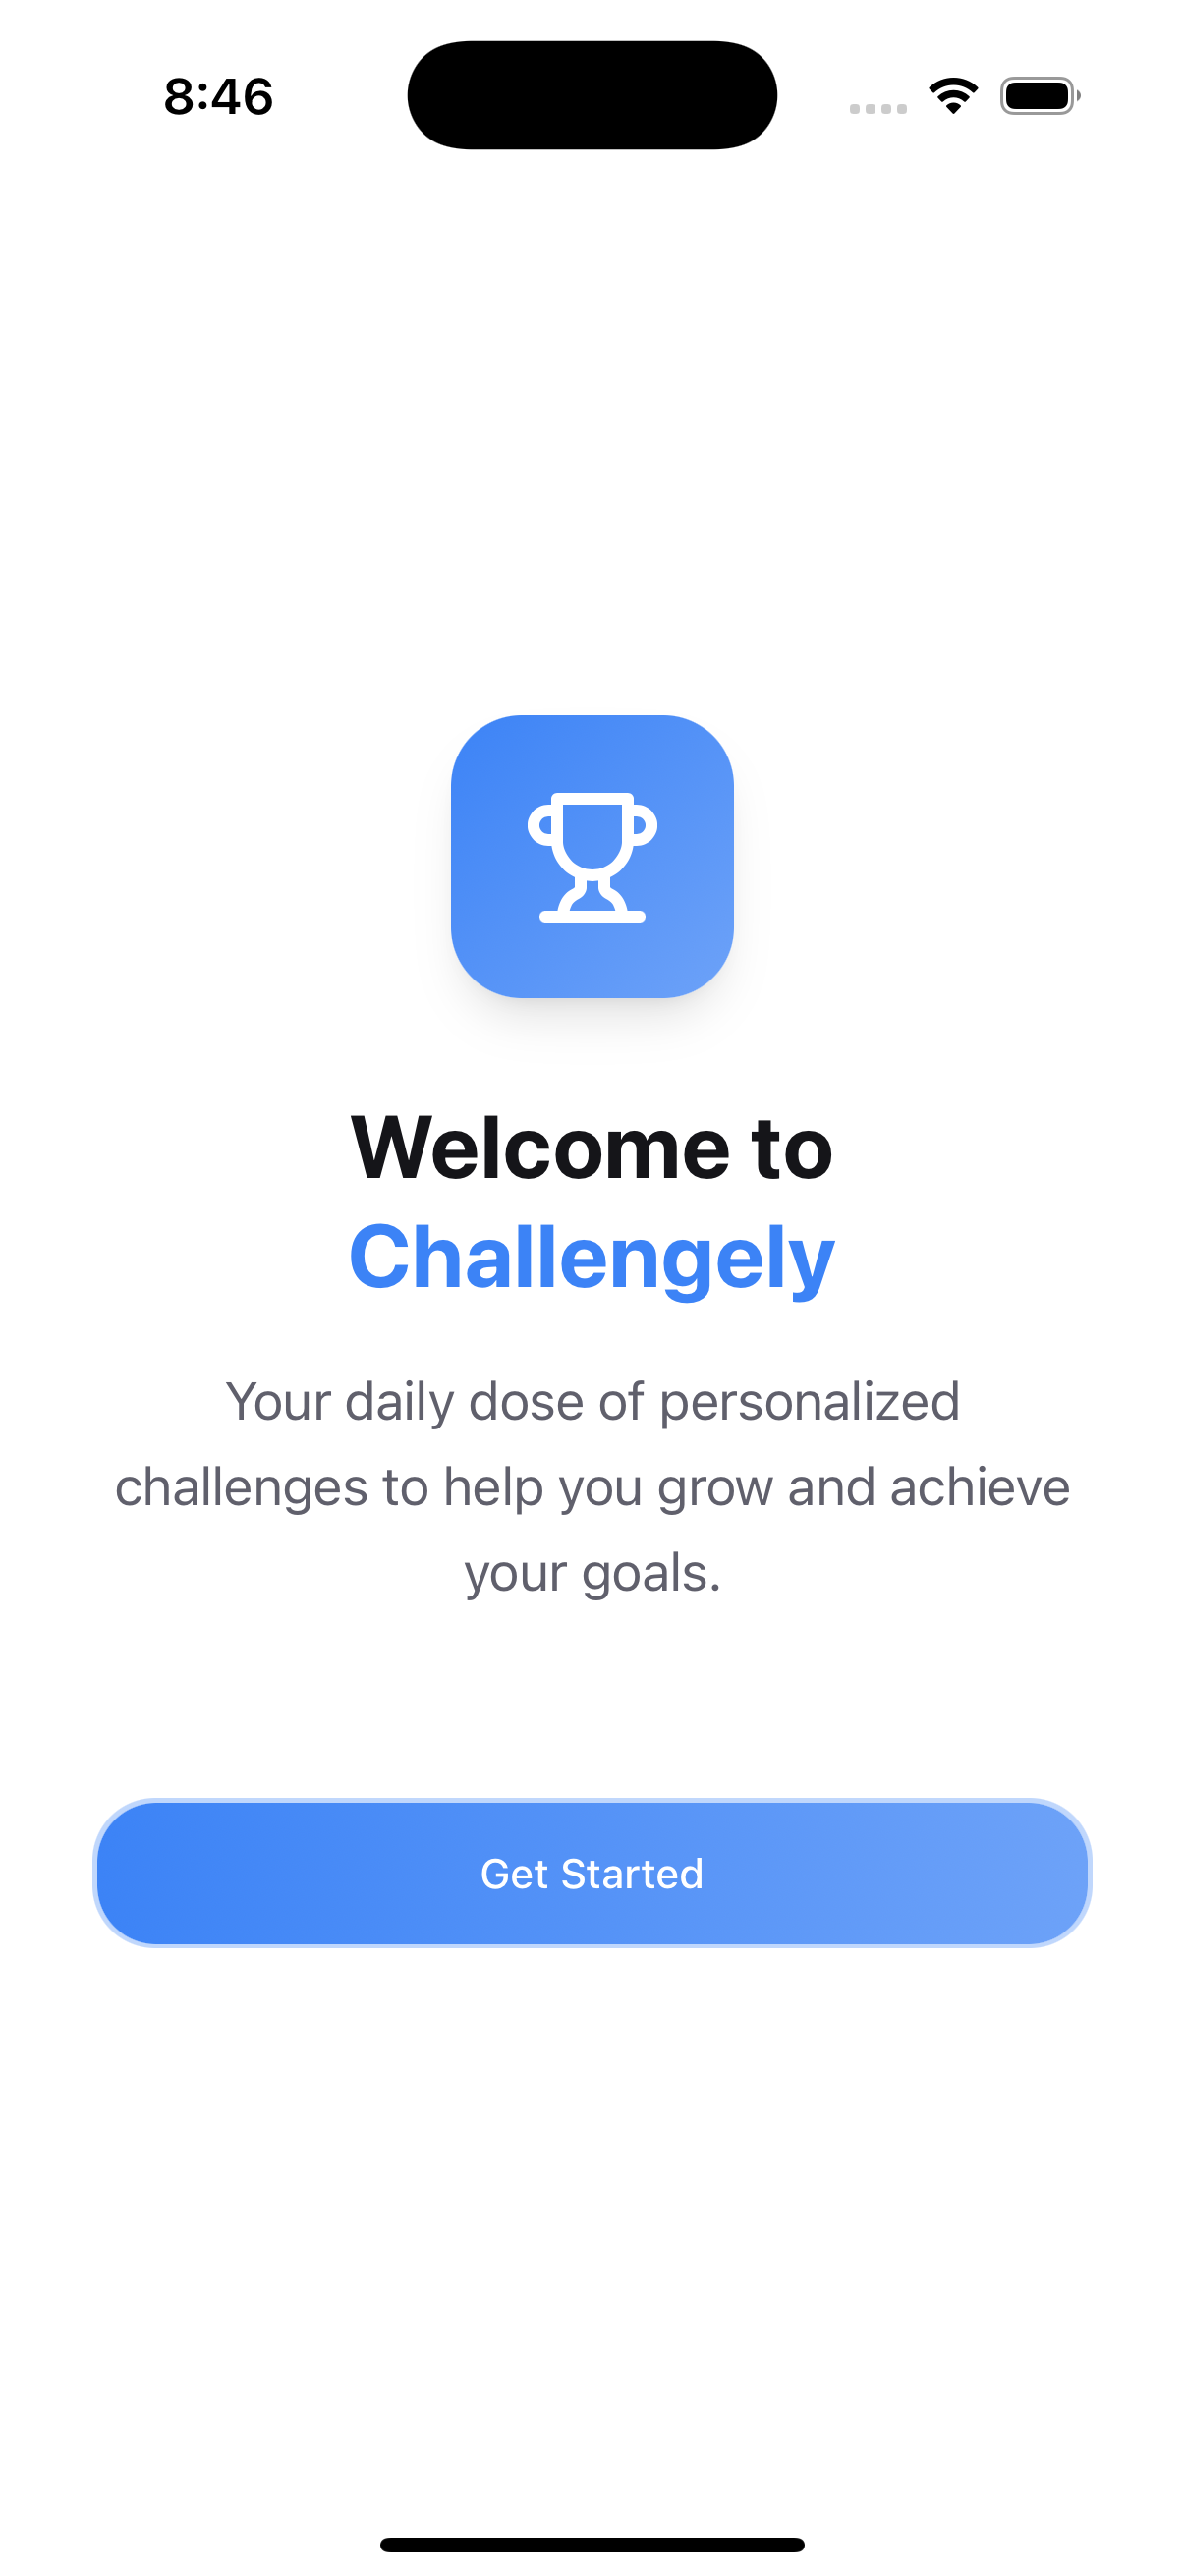 8:46
Welcome to
Challengely
Your daily dose of personalized
challenges to help you grow and achieve
your goals.
Get Started